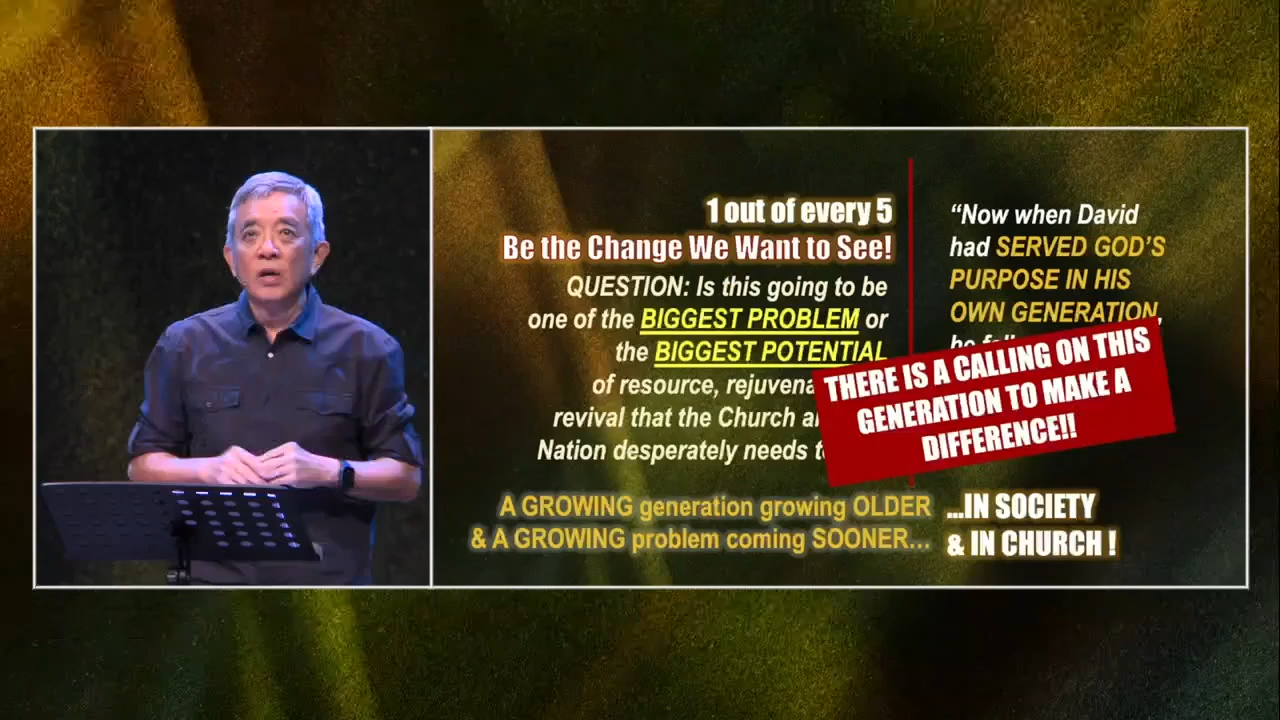 1 out of every 5
Be the Change We Want to See!
QUESTION: Is this going to be
one of the BIGGEST PROBLEM or
the BIGGEST POTENTIAL
of resource,
revival that the Church
Nation desperately needs
A GROWING generation growing OLDER
& A GROWING problem coming SOONER...
“Now when David
had SERVED GOD’S
PURPOSE IN HIS
OWN GENERATION,
he
THERE IS A CALLING ON THIS
GENERATION TO MAKE A
DIFFERENCE!!
...IN SOCIETY
& IN CHURCH !